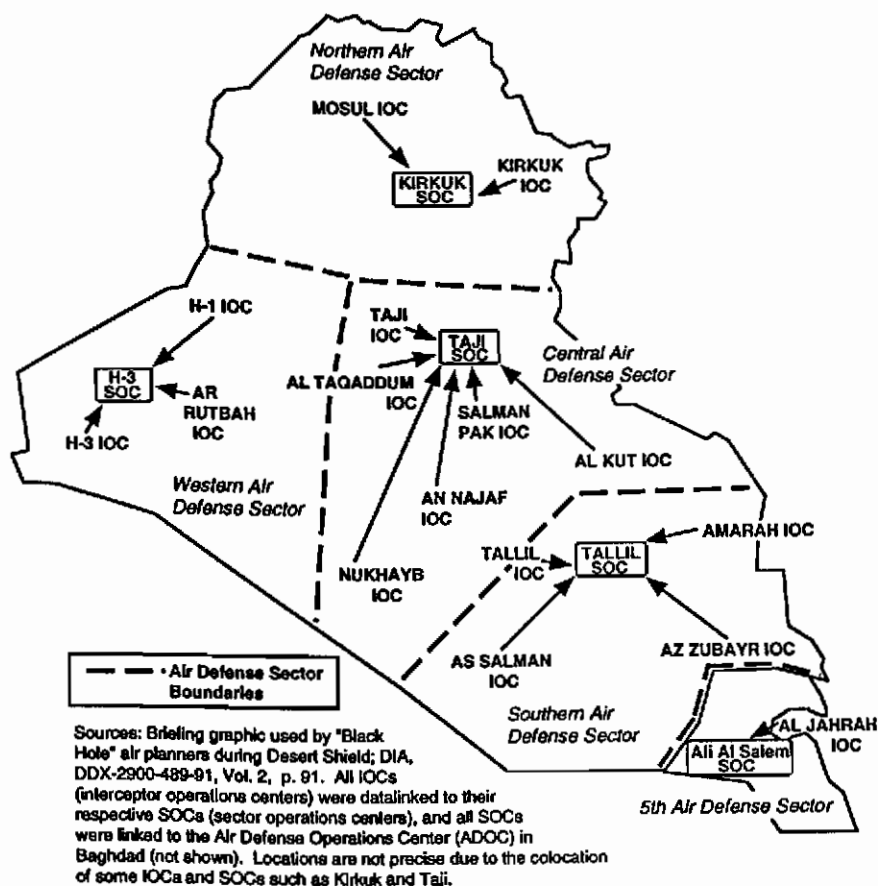 Northern Air
Defense Sector
MOSUL IOC
KIRKUK
SOC
KIRKUK
IOC
H-1 IOC
H-3
SOC
AR
RUTBAH
IOC
H-3 IOC
Western Air
Defense Sector
TAJI
IOC
TAJI
SOC
Central Air
Defense Sector
AL TAQADDUM
IOC
SALMAN
PAK IOC
AL KUT IOC
AN NAJAF
IOC
NUKHAYB
IOC
AMARAH IOC
TALLIL
IOC
TALLIL
SOC
AS SALMAN
IOC
AZ ZUBAYR IOC
Southern Air
Defense Sector
AL JAHRAH
IOC
Ali Al Salem
SOC
5th Air Defense Sector
Air Defense Sector
Boundaries
Sources: Briefing graphic used by "Black
Hole" air planners during Desert Shield; DIA,
DDX-2900-489-91, Vol. 2, p. 91. All IOCs
(interceptor operations centers) were datalinked to their
respective SOCs (sector operations centers), and all SOCs
were linked to the Air Defense Operations Center (ADOC) in
Baghdad (not shown). Locations are not precise due to the colocation
of some IOCs and SOCs such as Kirkuk and Taji.